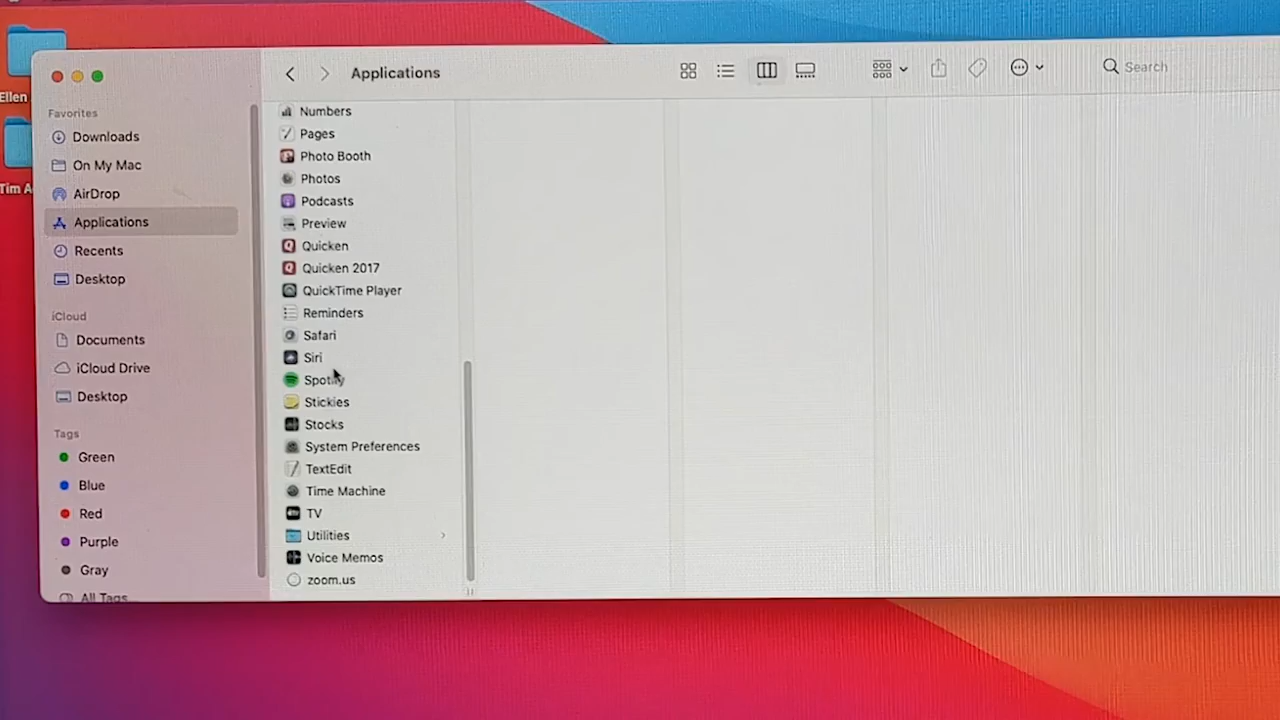 Ellen
Tim A
Applications
Search
Favorites
Downloads
On My Mac
AirDrop
Applications
Recents
Desktop
iCloud
Documents
iCloud Drive
Desktop
Tags
Green
Blue
Red
Purple
Gray
All Tags
Numbers
Pages
Photo Booth
Photos
Podcasts
Preview
Quicken
Quicken 2017
QuickTime Player
Reminders
Safari
Siri
Spotify
Stickies
Stocks
System Preferences
TextEdit
Time Machine
TV
Utilities
Voice Memos
zoom.us